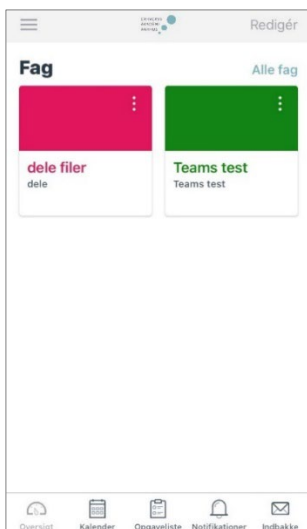 Redigér
Fag
Alle fag
dele filer
dele
Teams test
Teams test
Oversigt
Kalender
Opgaveliste
Notifikationer
Indbakke